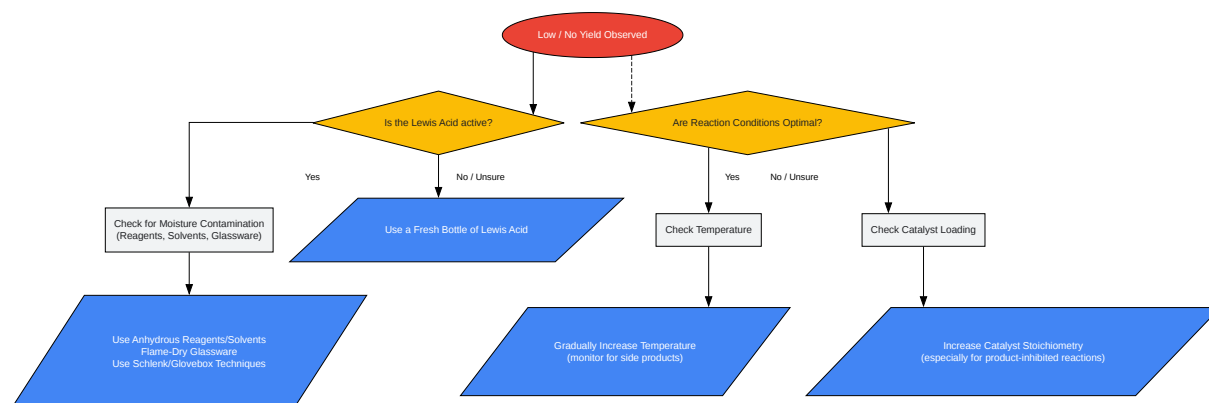 Low / No Yield Observed
Is the Lewis Acid active?
Are Reaction Conditions Optimal?
Yes
No / Unsure
Yes
No / Unsure
Check for Moisture Contamination
(Reagents, Solvents, Glassware)
Use a Fresh Bottle of Lewis Acid
Check Temperature
Check Catalyst Loading
Use Anhydrous Reagents/Solvents
Flame-Dry Glassware
Use Schlenk/Glovebox Techniques
Gradually Increase Temperature
(monitor for side products)
Increase Catalyst Stoichiometry
(especially for product-inhibited reactions)